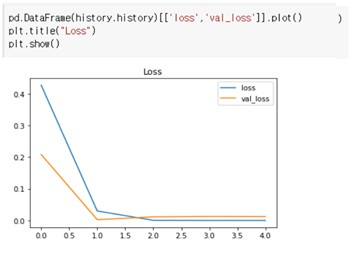 pd.DataFrame(history.history)[['loss','val_loss']].plot() )
plt.title("Loss")
plt.show()
Loss
loss
val_loss
0.4
0.3
0.2
0.1
0.0
0.0 0.5 1.0 1.5 2.0 2.5 3.0 3.5 4.0